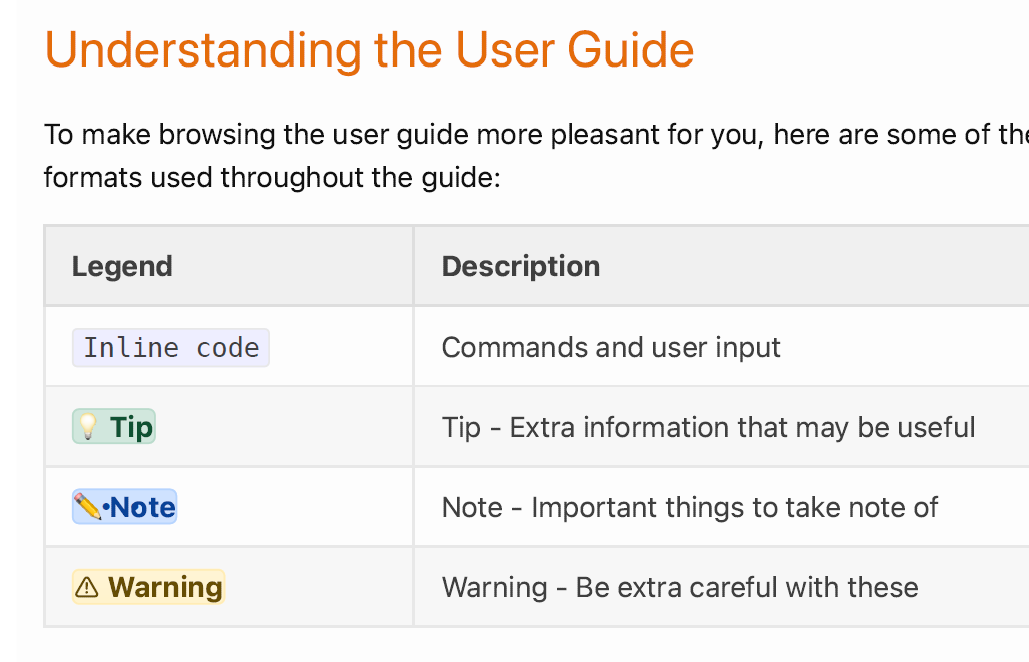 Understanding the User Guide
To make browsing the user guide more pleasant for you, here are some of the
formats used throughout the guide:
Legend Description
Inline code Commands and user input
💡 Tip Tip - Extra information that may be useful
✏️•Note Note - Important things to take note of
⚠ Warning Warning - Be extra careful with these